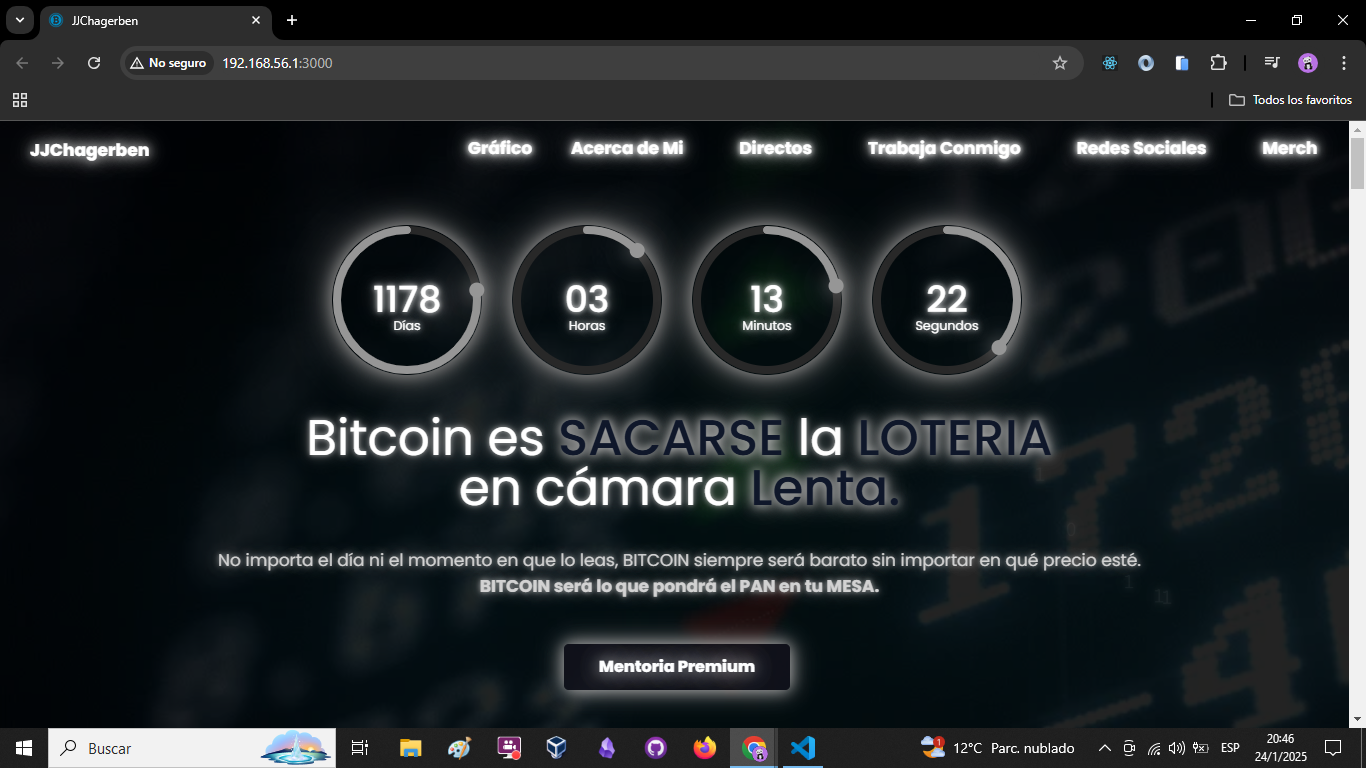 JJChagerben
No seguro 192.168.56.1:3000
Todos los favoritos
JJChagerben Gráfico Acerca de Mi Directos Trabaja Conmigo Redes Sociales Merch
1178 03 13 22
Días Horas Minutos Segundos
Bitcoin es SACARSE la LOTERIA
en cámara Lenta.
No importa el día ni el momento en que lo leas, BITCOIN siempre será barato sin importar en qué precio esté.
BITCOIN será lo que pondrá el PAN en tu MESA.
Mentoria Premium
Buscar
1
12°C Parc. nublado
ESP
20:46
24/1/2025